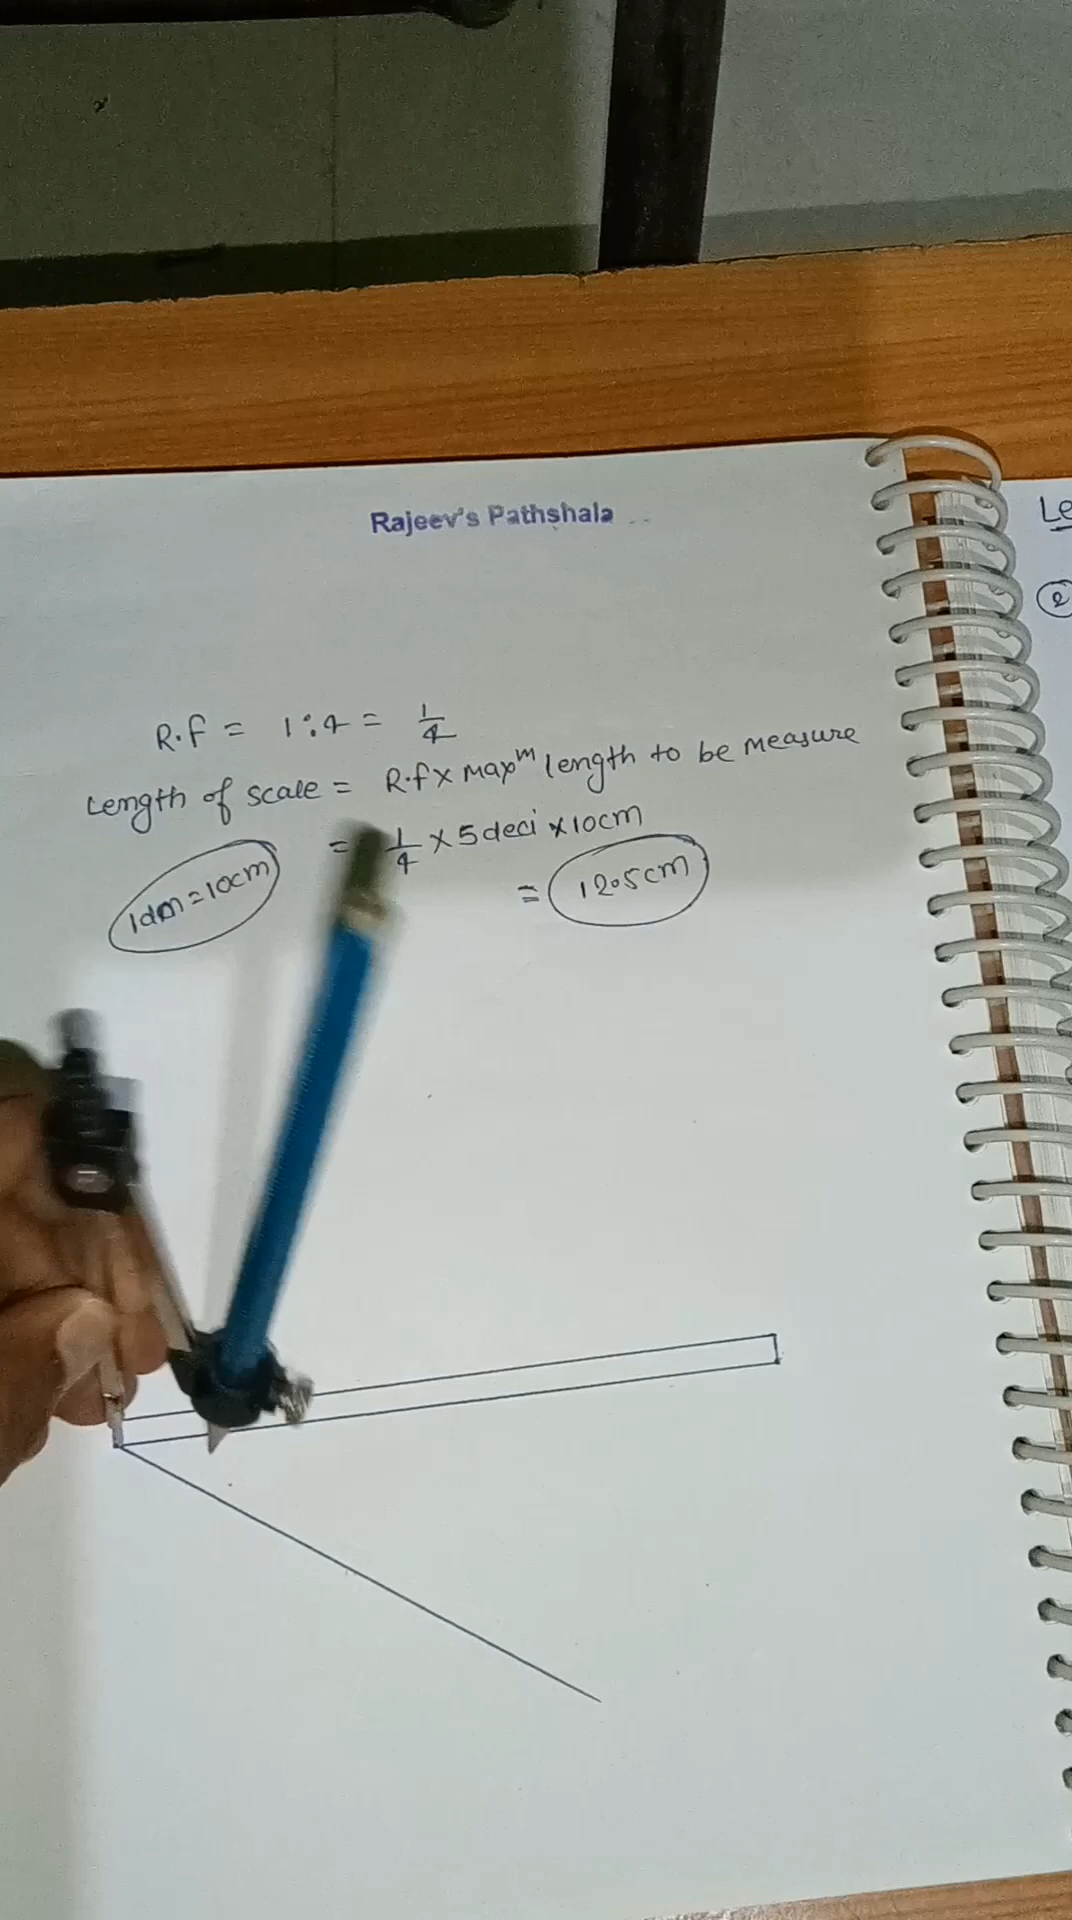 Rajeev's Pathshala
Le
2
R.f = 1:4 = 1/4
Length of scale = R.f x maxᵐ length to be measure
= 1/4 x 5 deci x 10cm
1dm = 10cm
= 12.5cm